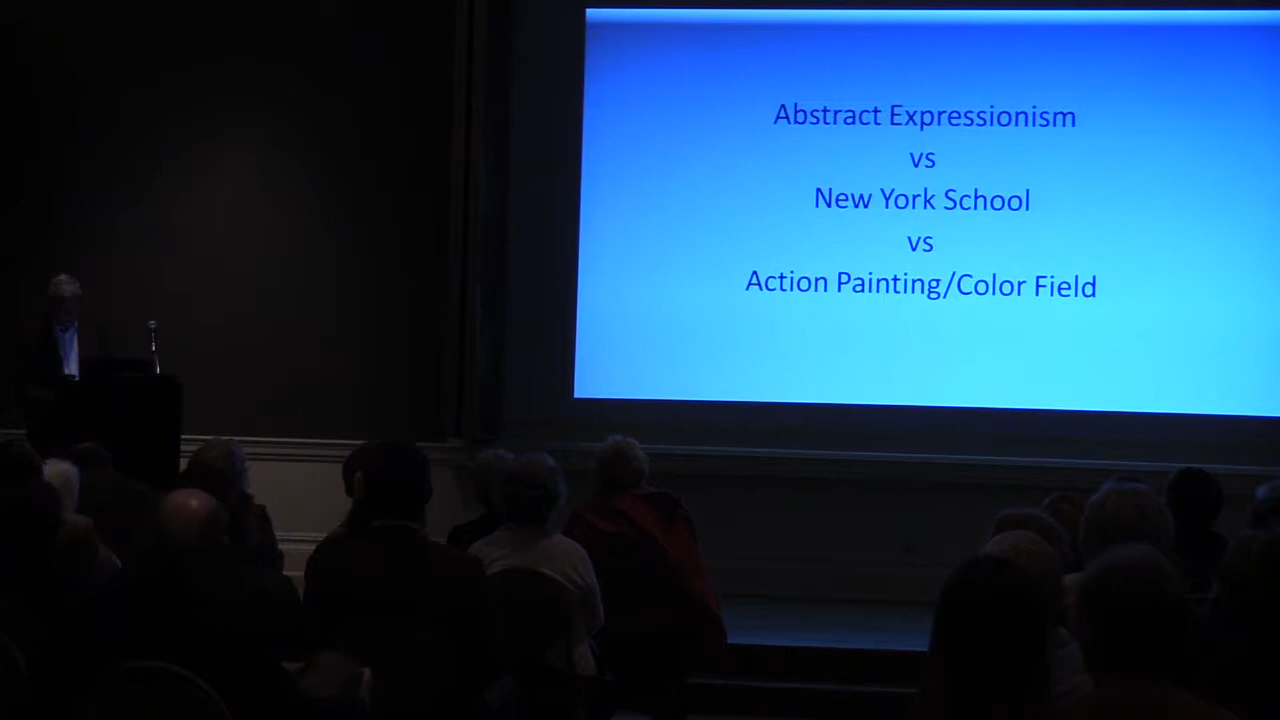 Abstract Expressionism
vs
New York School
vs
Action Painting/Color Field